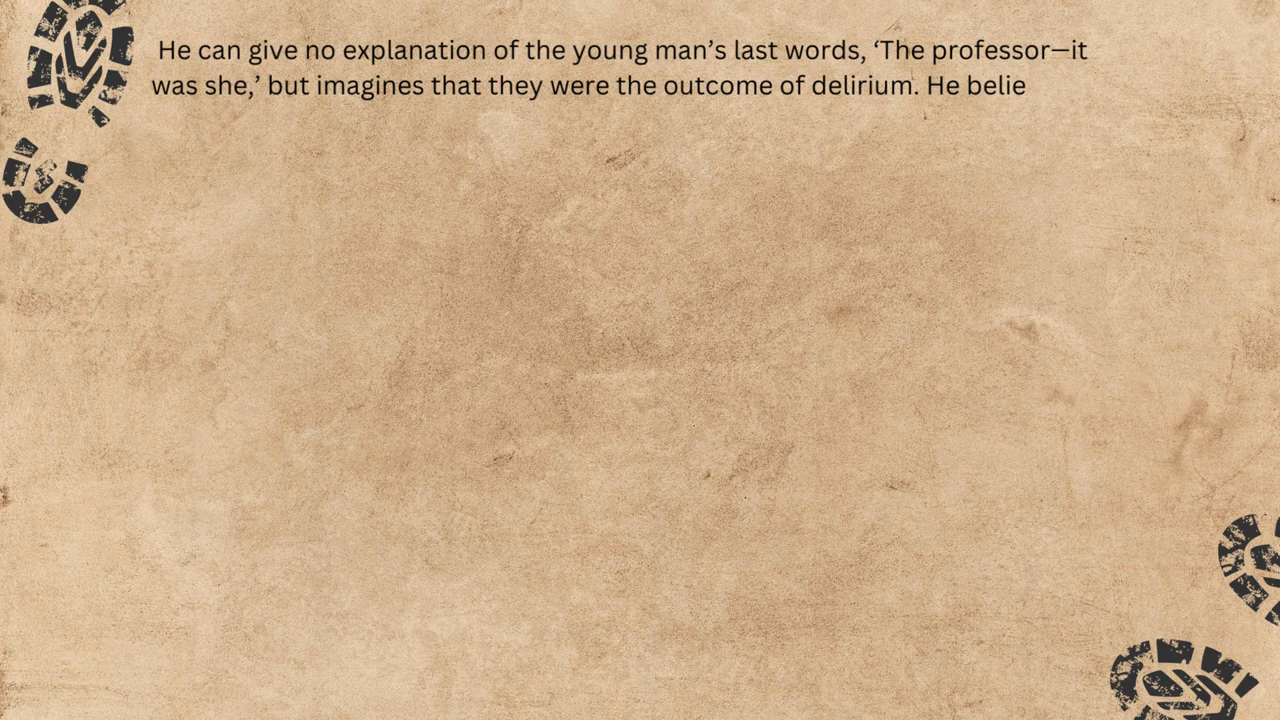 He can give no explanation of the young man’s last words, ‘The professor—it
was she,’ but imagines that they were the outcome of delirium. He belie